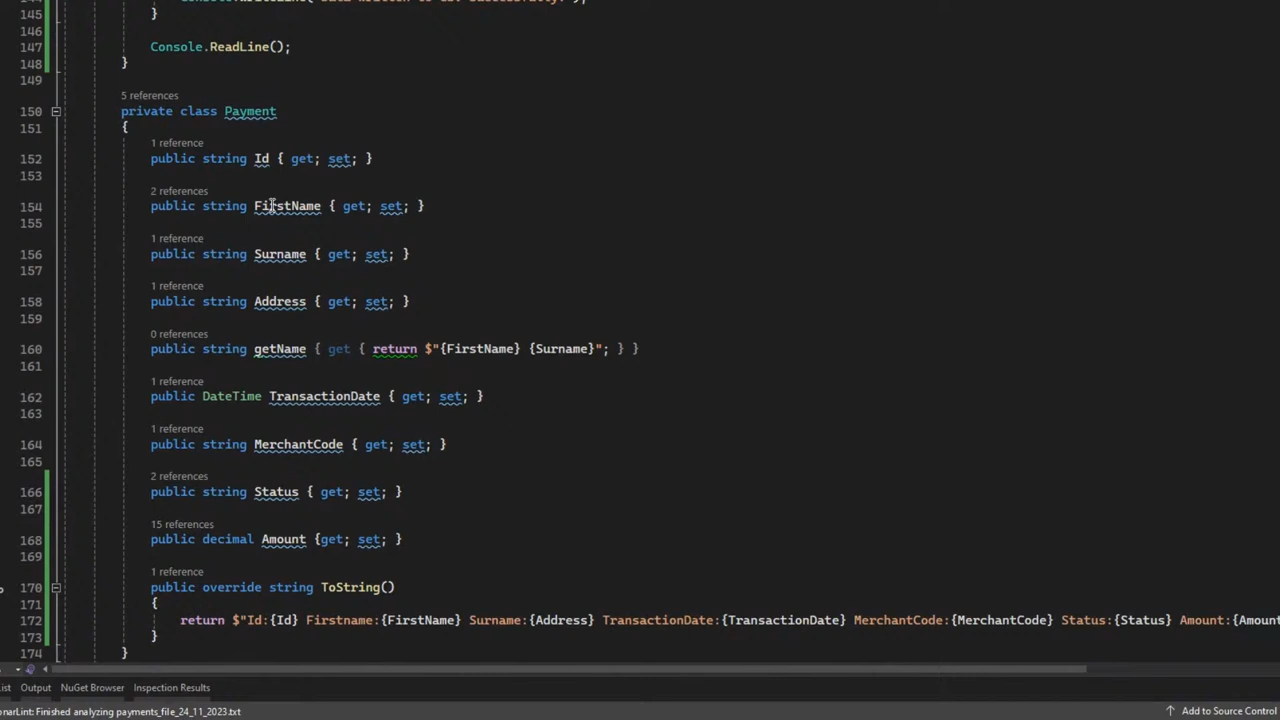 145 }
146
147 Console.ReadLine();
148 }
149
5 references
150 private class Payment
151 {
1 reference
152 public string Id { get; set; }
153
2 references
154 public string FirstName { get; set; }
155
1 reference
156 public string Surname { get; set; }
157
1 reference
158 public string Address { get; set; }
159
0 references
160 public string getName { get { return $"{FirstName} {Surname}"; } }
161
1 reference
162 public DateTime TransactionDate { get; set; }
163
1 reference
164 public string MerchantCode { get; set; }
165
2 references
166 public string Status { get; set; }
167
15 references
168 public decimal Amount {get; set; }
169
1 reference
170 public override string ToString()
171 {
172 return $"Id:{Id} Firstname:{FirstName} Surname:{Address} TransactionDate:{TransactionDate} MerchantCode:{MerchantCode} Status:{Status} Amount:{Amoun
173 }
174 }
ist Output NuGet Browser Inspection Results
onarLint: Finished analyzing payments_file_24_11_2023.txt Add to Source Control